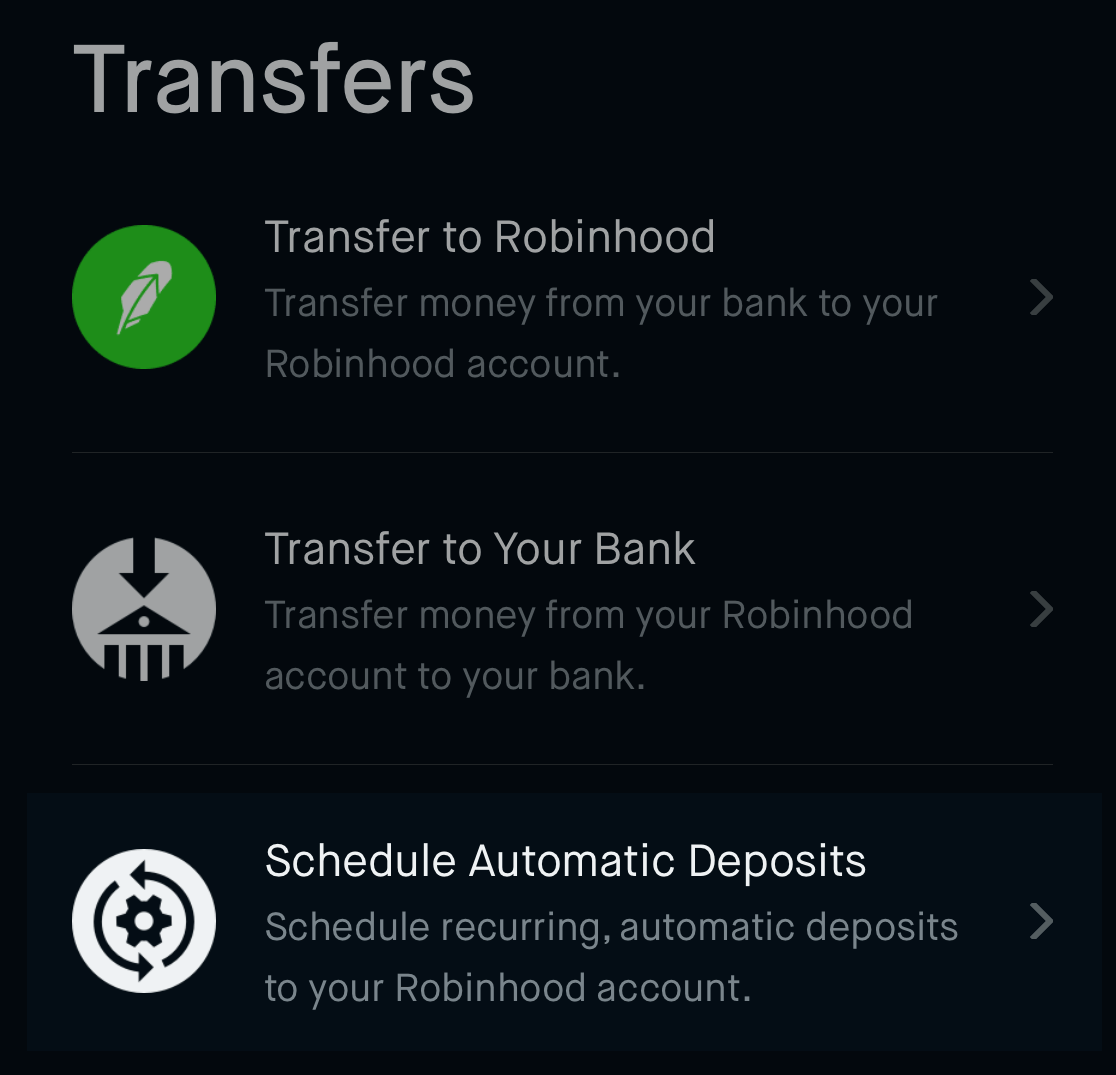 Transfers
Transfer to Robinhood
Transfer money from your bank to your
Robinhood account.
Transfer to Your Bank
Transfer money from your Robinhood
account to your bank.
Schedule Automatic Deposits
Schedule recurring, automatic deposits
to your Robinhood account.